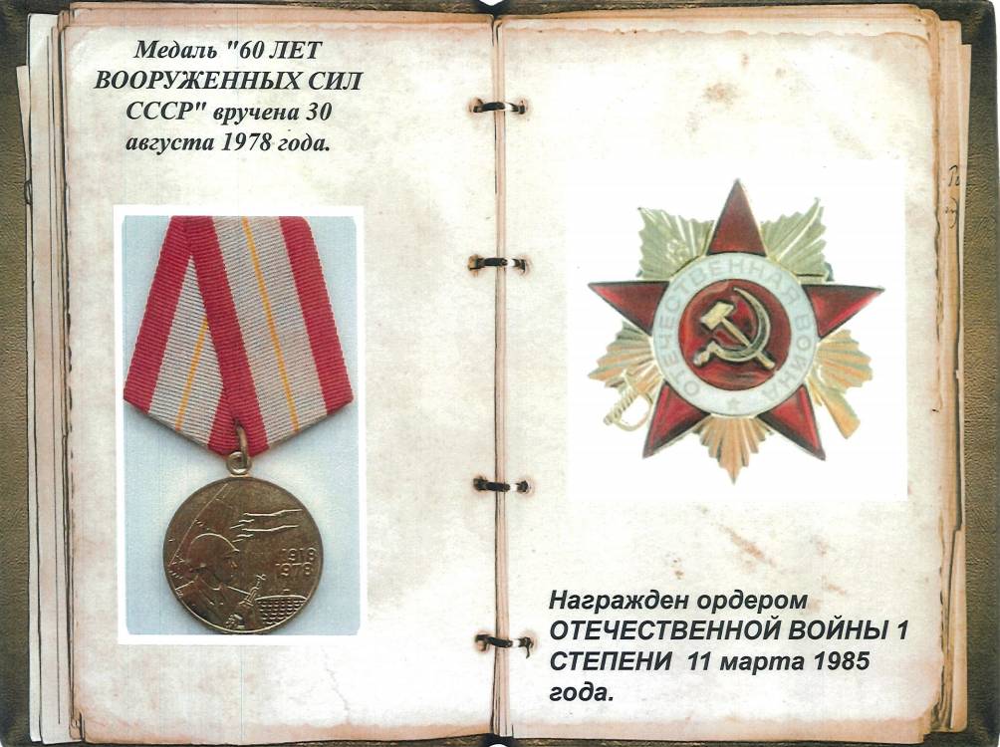 Медаль "60 ЛЕТ
ВООРУЖЕННЫХ СИЛ
СССР" вручена 30
августа 1978 года.
1918
1978
ОТЕЧЕСТВЕННАЯ ВОЙНА
Награжден орденом
ОТЕЧЕСТВЕННОЙ ВОЙНЫ 1
СТЕПЕНИ 11 марта 1985
года.